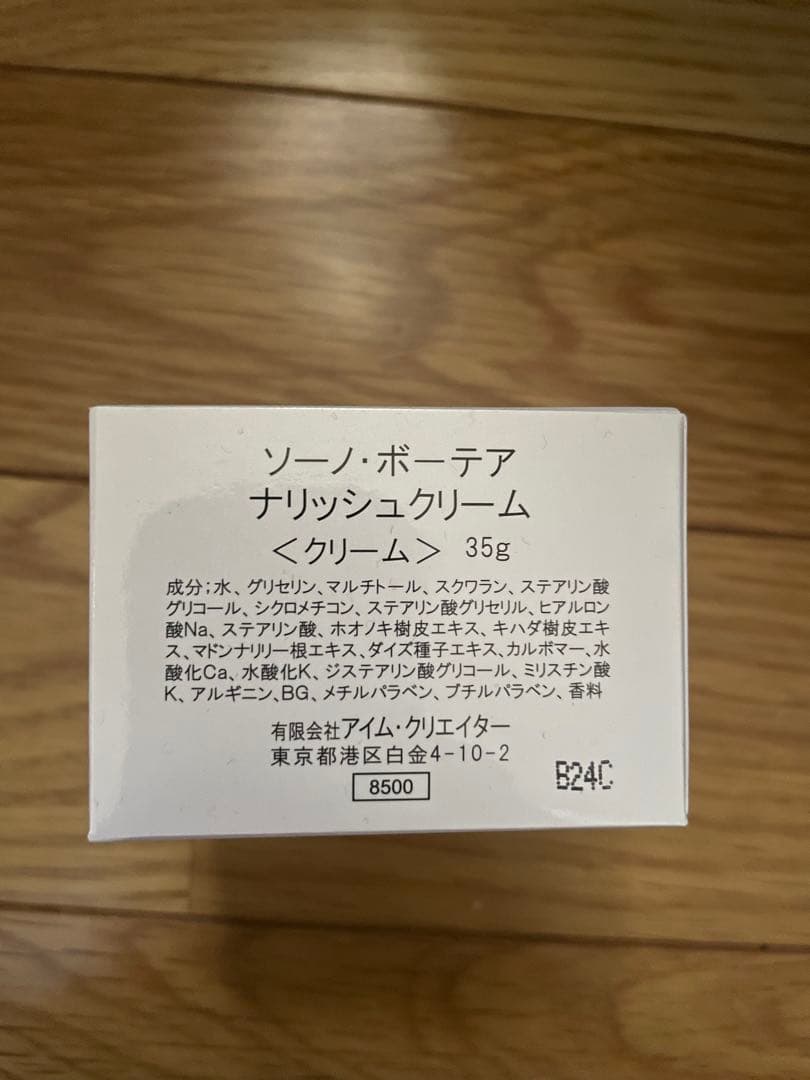 ソーノ・ボーテア
ナリッシュクリーム
＜クリーム＞ 35g
成分；水、グリセリン、マルチトール、スクワラン、ステアリン酸
グリコール、シクロメチコン、ステアリン酸グリセリル、ヒアルロン
酸Na、ステアリン酸、ホオノキ樹皮エキス、キハダ樹皮エキ
ス、マドンナリリー根エキス、ダイズ種子エキス、カルボマー、水
酸化Ca、水酸化K、ジステアリン酸グリコール、ミリスチン酸
K、アルギニン、BG、メチルパラベン、ブチルパラベン、香料
有限会社アイム・クリエイター
東京都港区白金4-10-2
8500
B24C